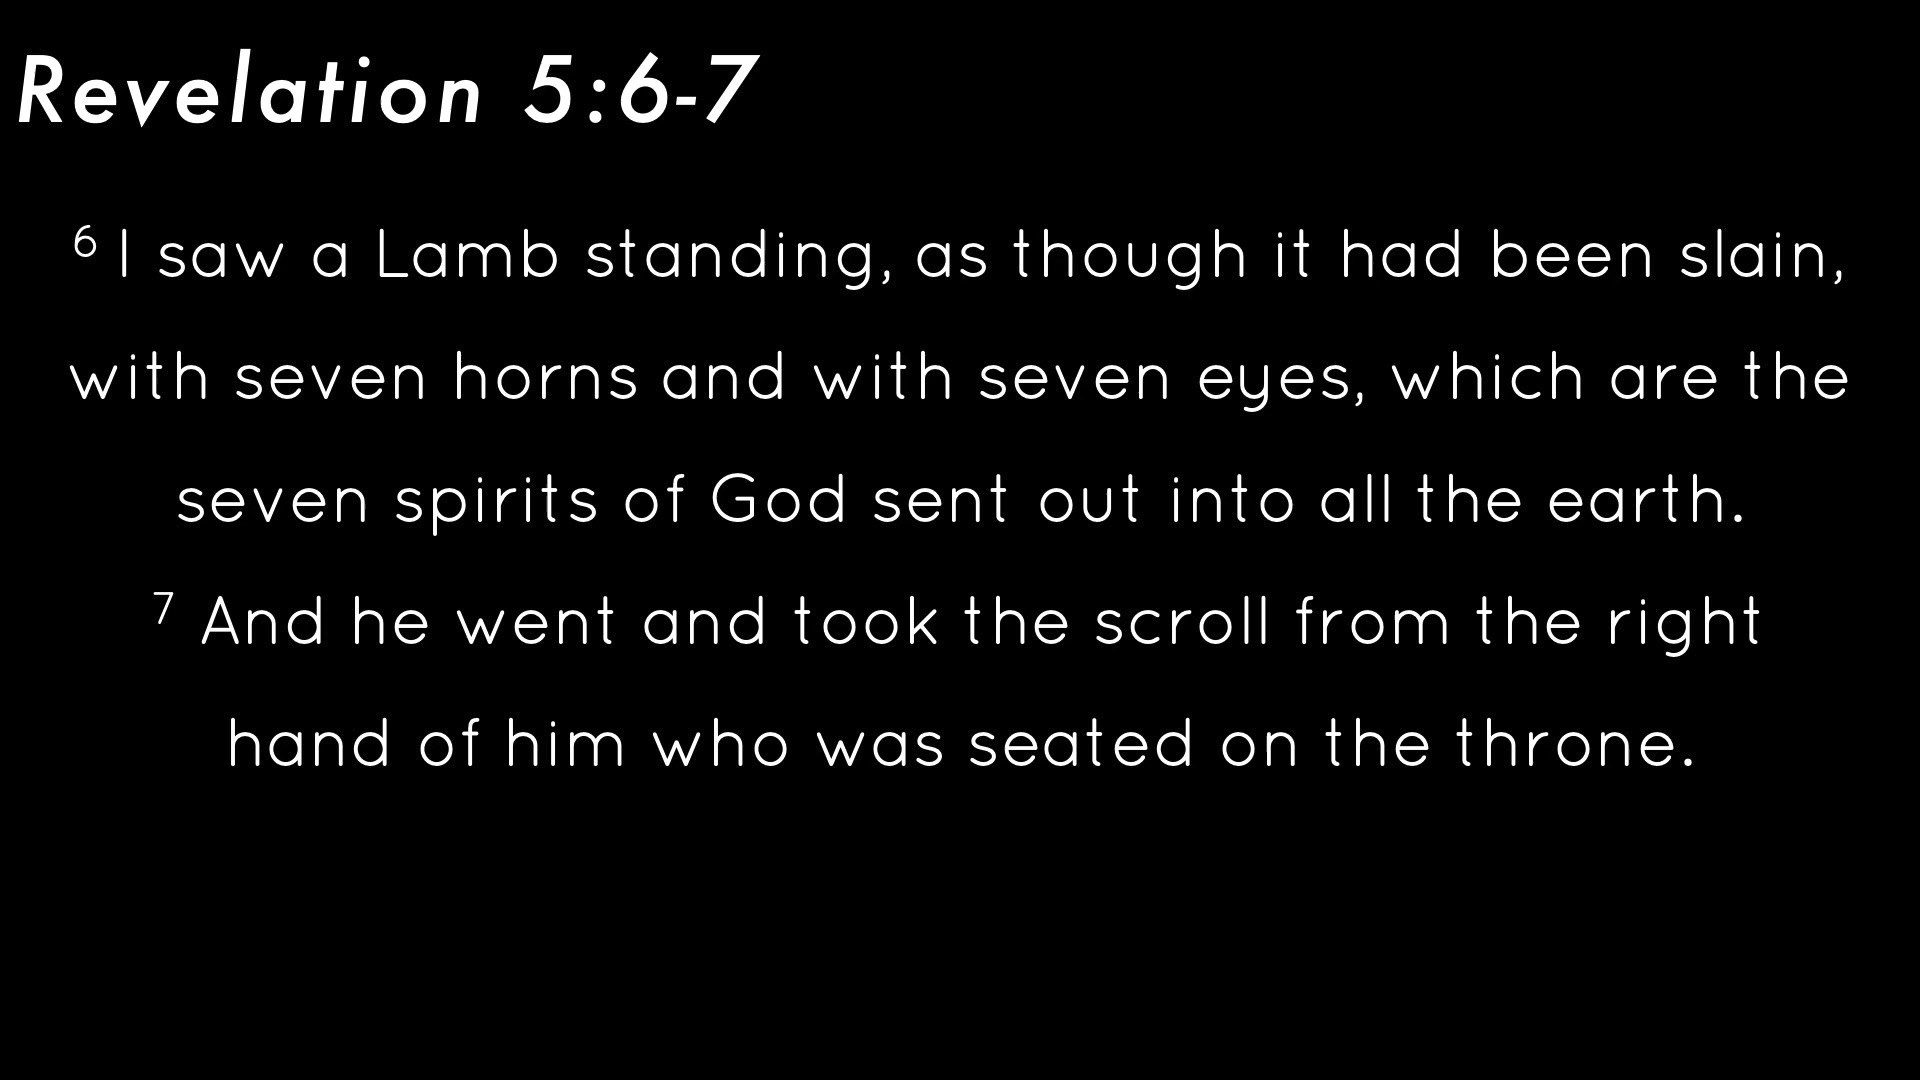 Revelation 5:6-7
6 I saw a Lamb standing, as though it had been slain,
with seven horns and with seven eyes, which are the
seven spirits of God sent out into all the earth.
7 And he went and took the scroll from the right
hand of him who was seated on the throne.